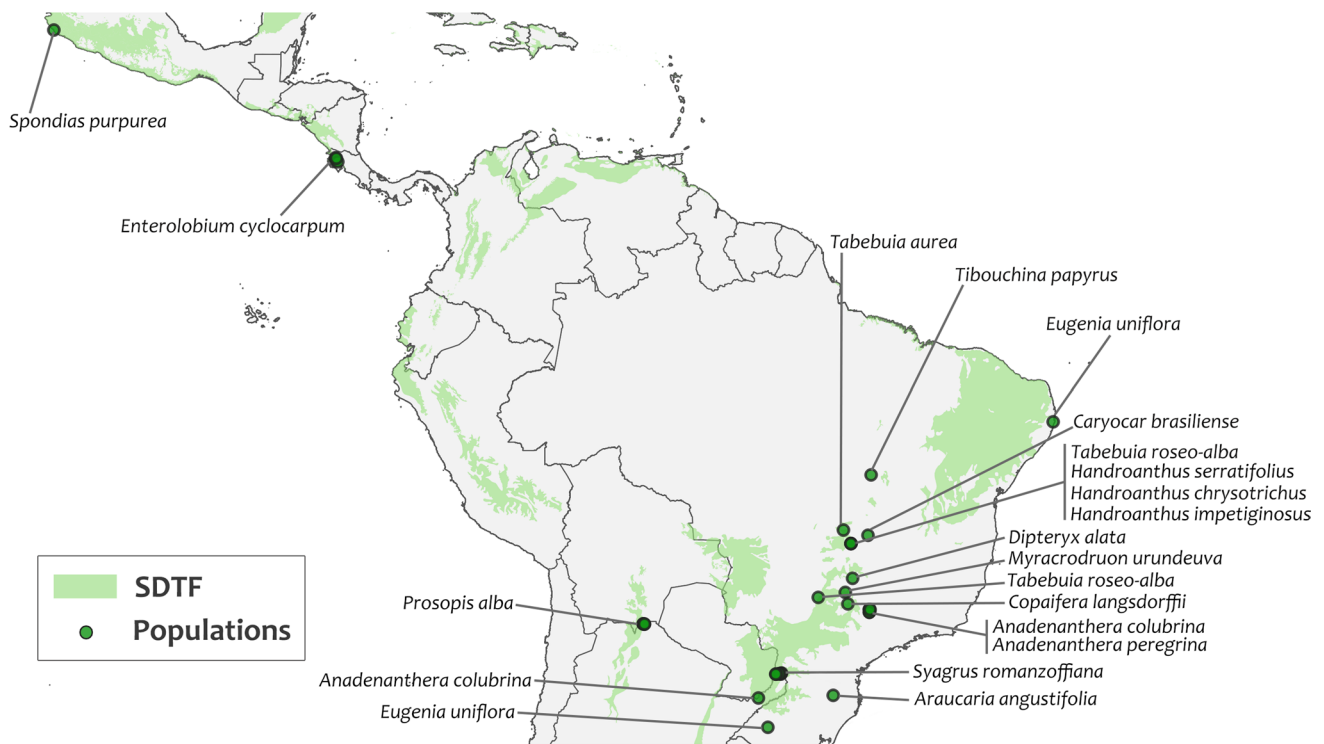 Spondias purpurea
Enterolobium cyclocarpum
Tabebuia aurea
Tibouchina papyrus
Eugenia uniflora
Caryocar brasiliense
Tabebuia roseo-alba
Handroanthus serratifolius
Handroanthus chrysotrichus
Handroanthus impetiginosus
Dipteryx alata
Myracrodruon urundeuva
Tabebuia roseo-alba
Copaifera langsdorffii
Anadenanthera colubrina
Anadenanthera peregrina
Syagrus romanzoffiana
Araucaria angustifolia
Prosopis alba
Anadenanthera colubrina
Eugenia uniflora
SDTF
Populations